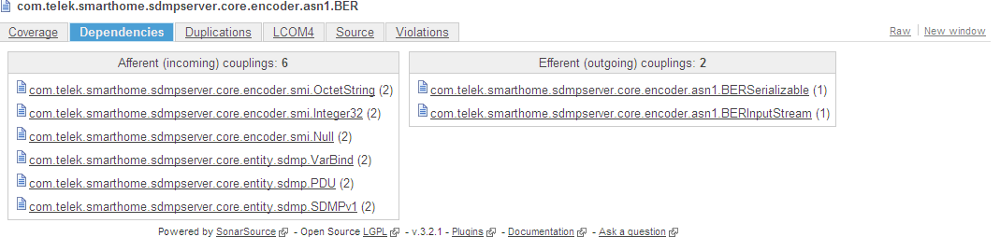 com.telek.smarthome.sdmpserver.core.encoder.asn1.BER
Coverage Dependencies Duplications LCOM4 Source Violations Raw New window
Afferent (incoming) couplings: 6
com.telek.smarthome.sdmpserver.core.encoder.smi.OctetString (2)
com.telek.smarthome.sdmpserver.core.encoder.smi.Integer32 (2)
com.telek.smarthome.sdmpserver.core.encoder.smi.Null (2)
com.telek.smarthome.sdmpserver.core.entity.sdmp.VarBind (2)
com.telek.smarthome.sdmpserver.core.entity.sdmp.PDU (2)
com.telek.smarthome.sdmpserver.core.entity.sdmp.SDMPv1 (2)
Efferent (outgoing) couplings: 2
com.telek.smarthome.sdmpserver.core.encoder.asn1.BERSerializable (1)
com.telek.smarthome.sdmpserver.core.encoder.asn1.BERInputStream (1)
Powered by SonarSource - Open Source LGPL - v.3.2.1 - Plugins - Documentation - Ask a question